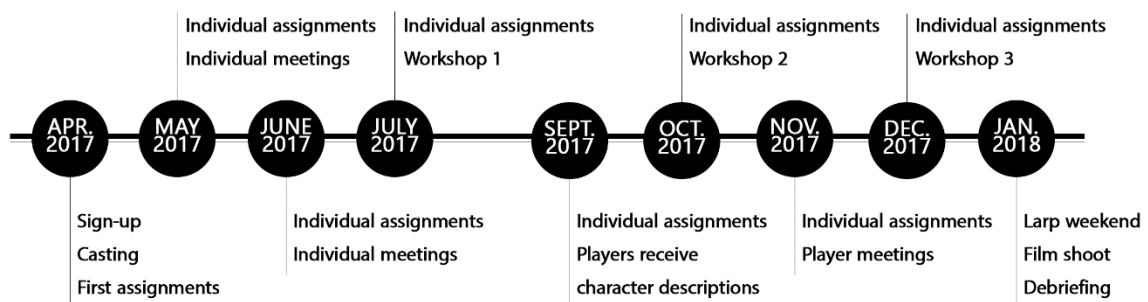 Individual assignments
Individual meetings
Individual assignments
Workshop 1
Individual assignments
Workshop 2
Individual assignments
Workshop 3
APR.
2017
MAY
2017
JUNE
2017
JULY
2017
SEPT.
2017
OCT.
2017
NOV.
2017
DEC.
2017
JAN.
2018
Sign-up
Casting
First assignments
Individual assignments
Individual meetings
Individual assignments
Players receive
character descriptions
Individual assignments
Player meetings
Larp weekend
Film shoot
Debriefing